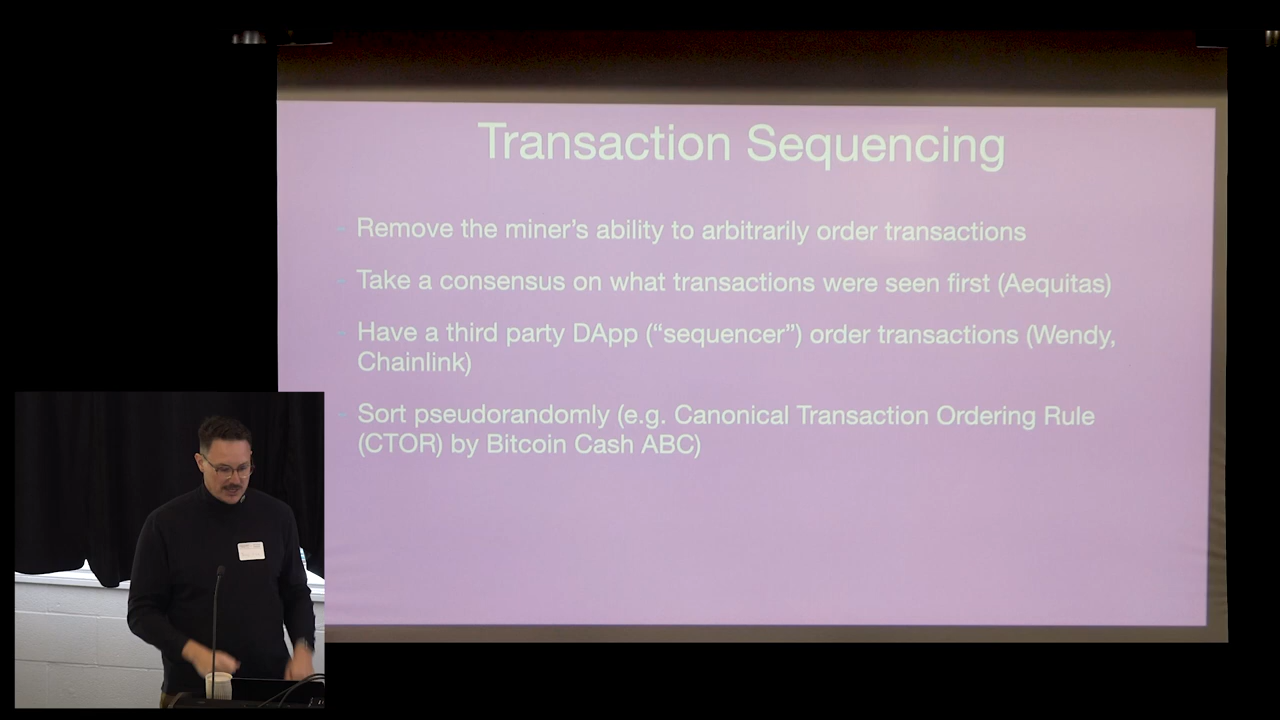 Transaction Sequencing
- Remove the miner's ability to arbitrarily order transactions
- Take a consensus on what transactions were seen first (Aequitas)
- Have a third party DApp (“sequencer”) order transactions (Wendy,
Chainlink)
- Sort pseudorandomly (e.g. Canonical Transaction Ordering Rule
(CTOR) by Bitcoin Cash ABC)